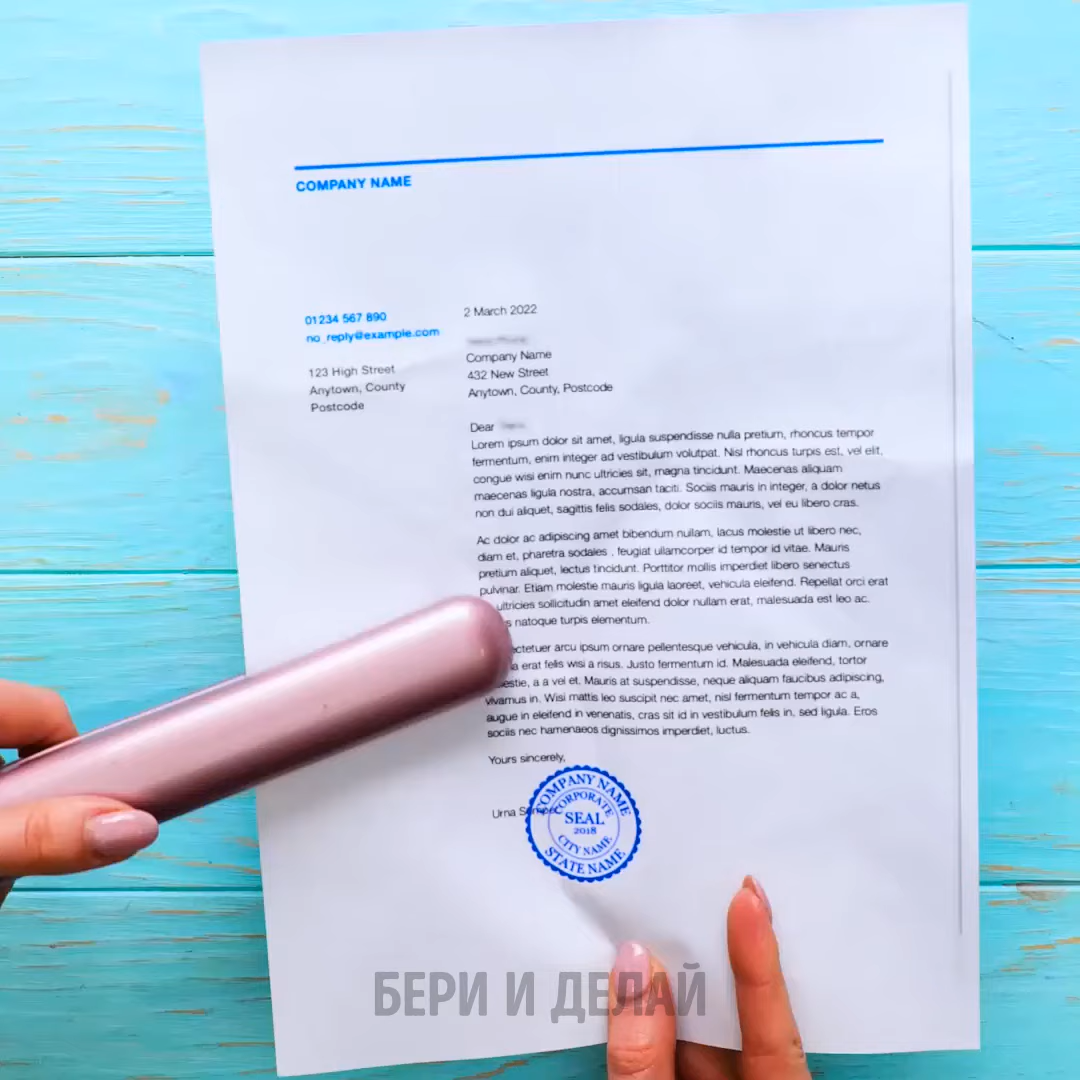 COMPANY NAME
01234 567 890
no_reply@example.com
123 High Street
Anytown, County
Postcode
2 March 2022
Company Name
432 New Street
Anytown, County, Postcode
Dear
Lorem ipsum dolor sit amet, ligula suspendisse nulla pretium, rhoncus tempor
fermentum, enim integer ad vestibulum volutpat. Nisl rhoncus turpis est, vel elit,
congue wisi enim nunc ultricies sit, magna tincidunt. Maecenas aliquam
maecenas ligula nostra, accumsan taciti. Sociis mauris in integer, a dolor netus
non dui aliquet, sagittis felis sodales, dolor sociis mauris, vel eu libero cras.
Ac dolor ac adipiscing amet bibendum nullam, lacus molestie ut libero nec,
diam et, pharetra sodales , feugiat ullamcorper id tempor id vitae. Mauris
pretium aliquet, lectus tincidunt. Porttitor mollis imperdiet libero senectus
pulvinar. Etiam molestie mauris ligula laoreet, vehicula eleifend. Repellat orci erat
ultricies sollicitudin amet eleifend dolor nullam erat, malesuada est leo ac.
natoque turpis elementum.
arcu ipsum ornare pellentesque vehicula, in vehicula diam, ornare
erat felis wisi a risus. Justo fermentum id. Malesuada eleifend, tortor
a a vel et. Mauris at suspendisse, neque aliquam faucibus adipiscing,
vivamus in. Wisi mattis leo suscipit nec amet, nisl fermentum tempor ac a,
augue in eleifend in venenatis, cras sit id in vestibulum felis in, sed ligula. Eros
sociis nec hamenaeos dignissimos imperdiet, luctus.
Yours sincerely,
Urna
COMPANY NAME
CORPORATE
SEAL
2018
CITY NAME
STATE NAME
БЕРИ И ДЕЛАЙ